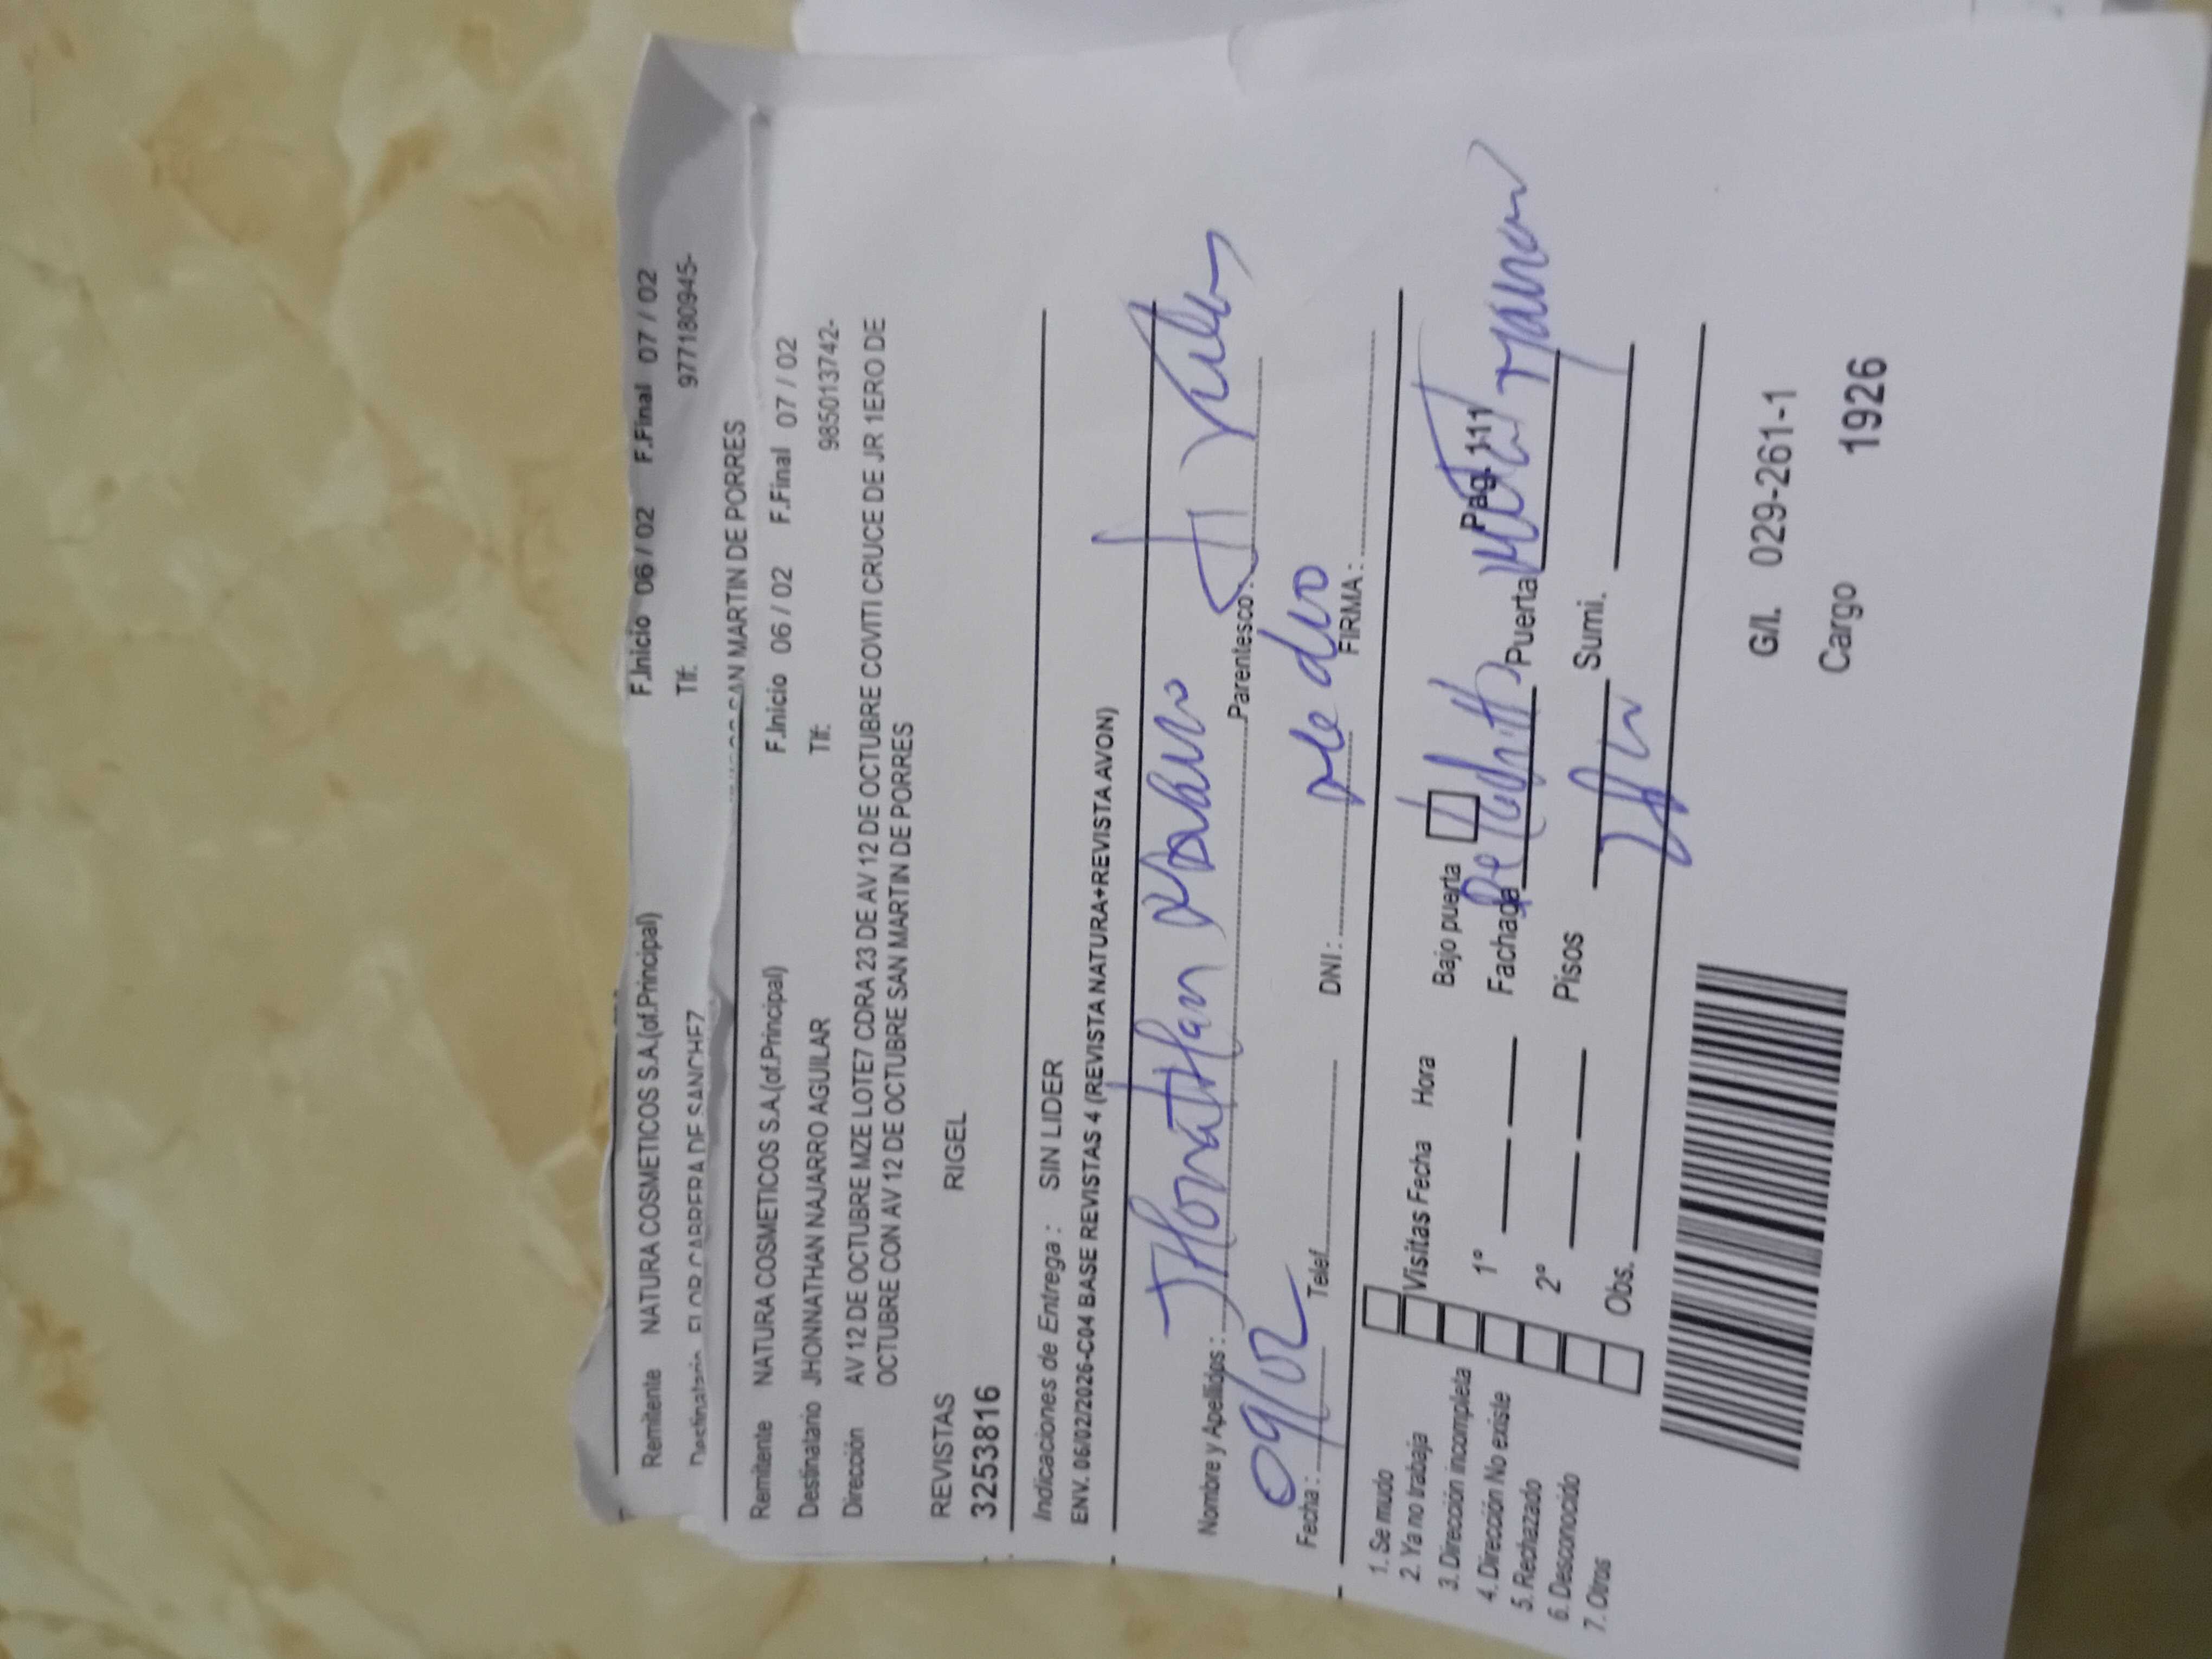 Remitente NATURA COSMETICOS S.A.(of.Principal) F.Inicio 06 / 02 F.Final 07 / 02
Destinatario FLOR CABRERA DE SANCHEZ Tlf: 977180945-
SAN MARTIN DE PORRES
Remitente NATURA COSMETICOS S.A.(of.Principal) F.Inicio 06 / 02 F.Final 07 / 02
Destinatario JHONNATHAN NAJARRO AGUILAR Tlf: 985013742-
Dirección AV 12 DE OCTUBRE MZE LOTE7 CDRA 23 DE AV 12 DE OCTUBRE COVITI CRUCE DE JR 1ERO DE
OCTUBRE CON AV 12 DE OCTUBRE SAN MARTIN DE PORRES
REVISTAS RIGEL
3253816
Indicaciones de Entrega : SIN LIDER
ENV. 06/02/2026-C04 BASE REVISTAS 4 (REVISTA NATURA+REVISTA AVON)
Nombre y Apellidos : Jhonathan Parentesco :
Fecha : 09/02 Telef. DNI : FIRMA :
1. Se mudo
2. Ya no trabaja
3. Dirección incompleta
4. Dirección No existe
5. Rechazado
6. Desconocido
7. Otros
Visitas Fecha Hora Bajo puerta Pag. 111
1° Fachada Puerta
2° Pisos Sumi.
Obs.
G/I. 029-261-1
Cargo 1926